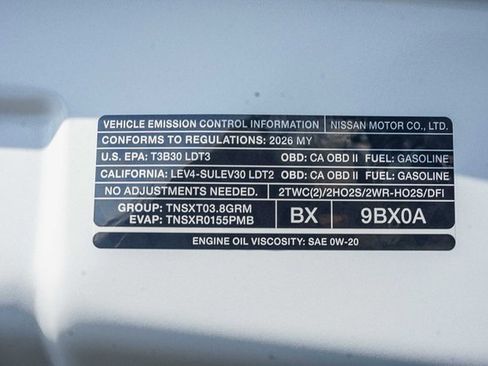 VEHICLE EMISSION CONTROL INFORMATION NISSAN MOTOR CO., LTD.
CONFORMS TO REGULATIONS: 2026 MY
U.S. EPA: T3B30 LDT3 OBD: CA OBD II FUEL: GASOLINE
CALIFORNIA: LEV4-SULEV30 LDT2 OBD: CA OBD II FUEL: GASOLINE
NO ADJUSTMENTS NEEDED. 2TWC(2)/2HO2S/2WR-HO2S/DFI
GROUP: TNSXT03.8GRM
EVAP: TNSXR0155PMB
BX 9BX0A
ENGINE OIL VISCOSITY: SAE 0W-20